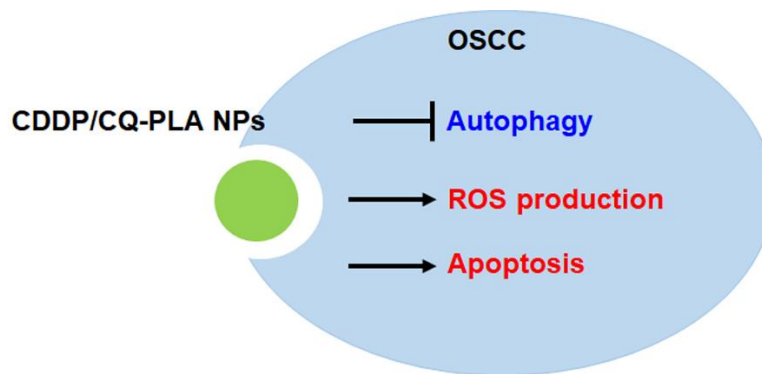 OSCC
CDDP/CQ-PLA NPs
Autophagy
ROS production
Apoptosis